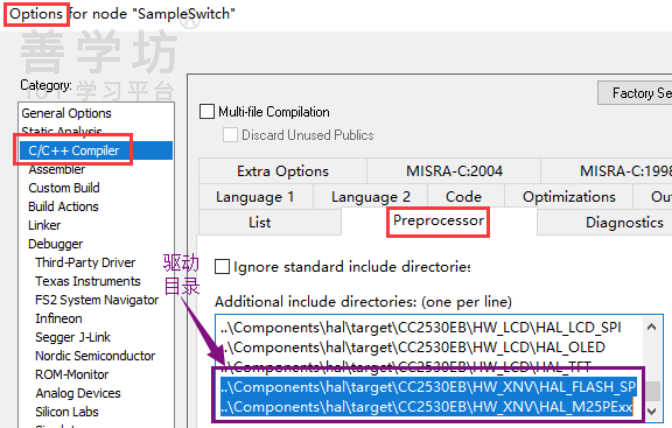 Options for node "SampleSwitch"
善学坊®
IoT 学习平台
Category:
General Options
Static Analysis
C/C++ Compiler
Assembler
Custom Build
Build Actions
Linker
Debugger
Third-Party Driver
Texas Instruments
FS2 System Navigator
Infineon
Segger J-Link
Nordic Semiconductor
ROM-Monitor
Analog Devices
Silicon Labs
Factory Se
Multi-file Compilation
Discard Unused Publics
Extra Options MISRA-C:2004 MISRA-C:1998
Language 1 Language 2 Code Optimizations Ou
List Preprocessor Diagnostics
Ignore standard include directories
驱动
目录
Additional include directories: (one per line)
..\Components\hal\target\CC2530EB\HW_LCD\HAL_LCD_SPI
..\Components\hal\target\CC2530EB\HW_LCD\HAL_OLED
..\Components\hal\target\CC2530EB\HW_LCD\HAL_TFT
..\Components\hal\target\CC2530EB\HW_XNV\HAL_FLASH_SP
..\Components\hal\target\CC2530EB\HW_XNV\HAL_M25PExx